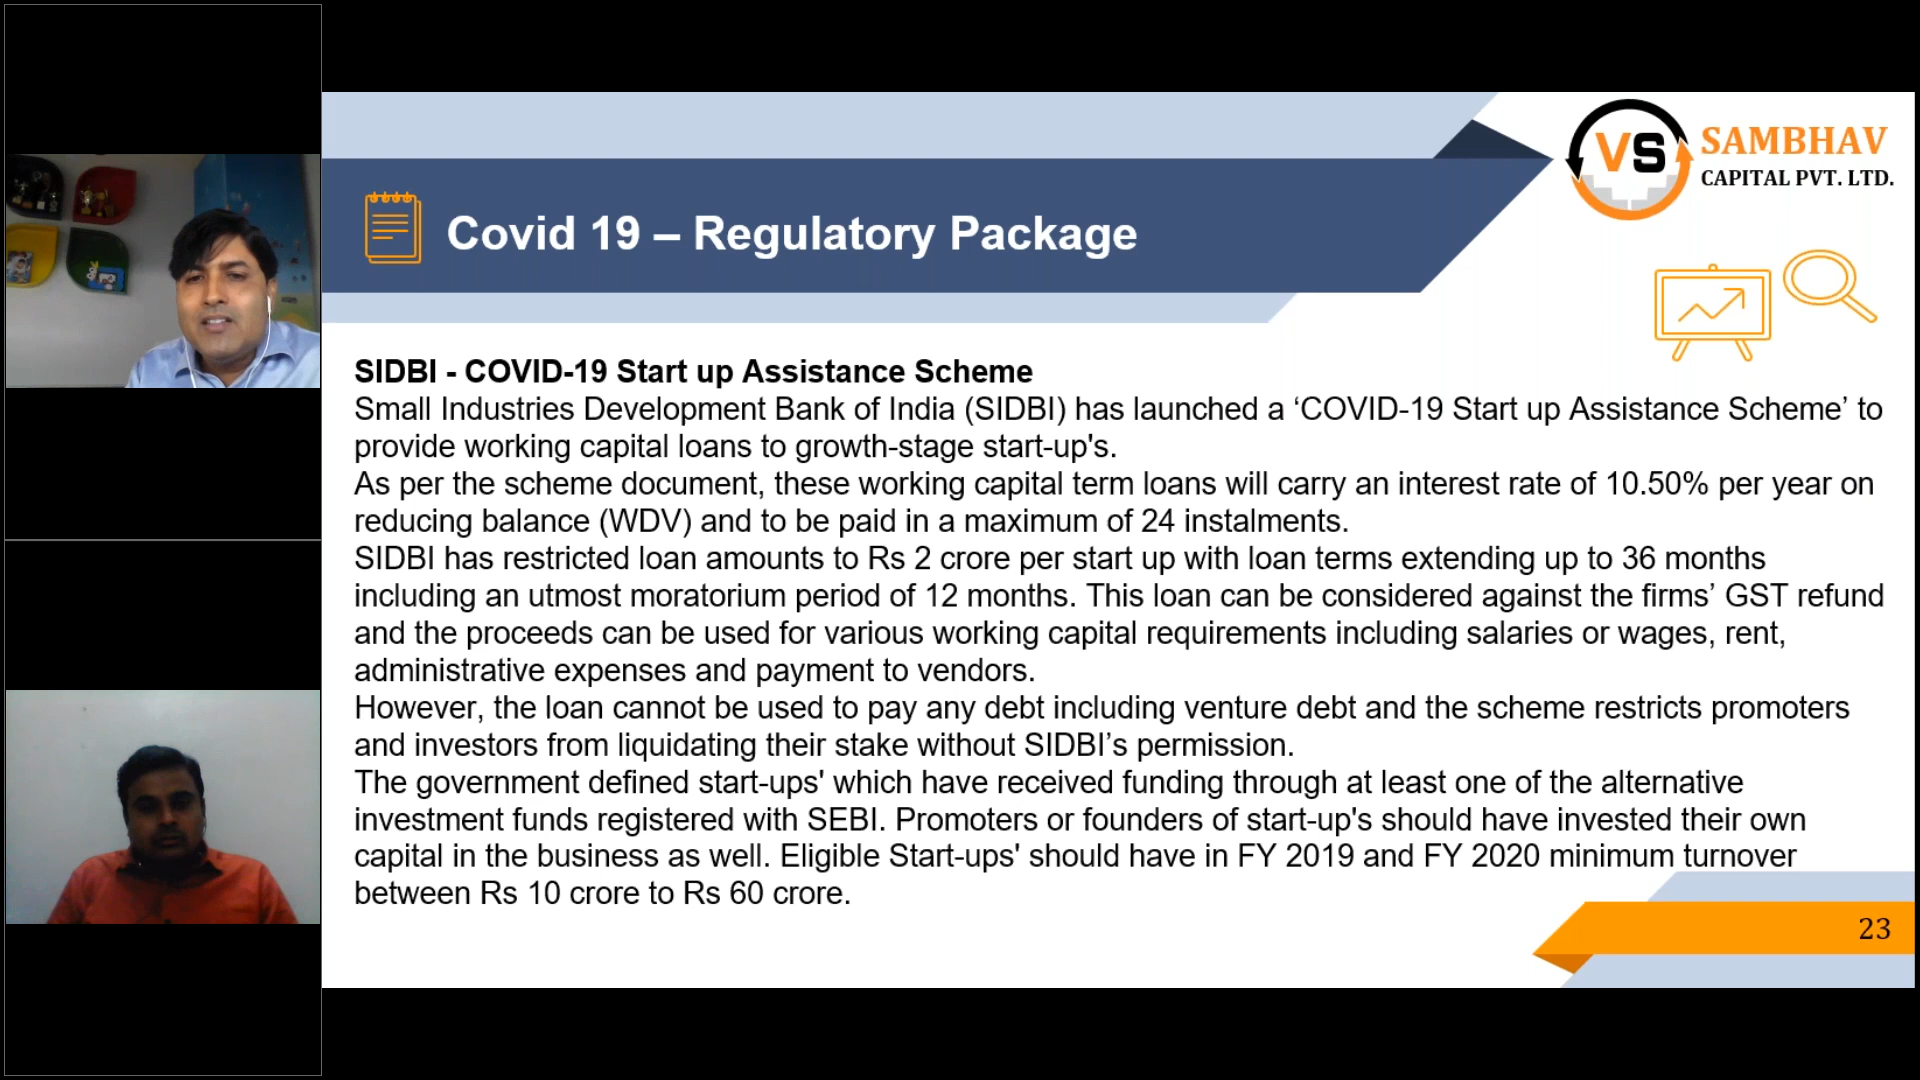 VS
SAMBHAV
CAPITAL PVT. LTD.
Covid 19 – Regulatory Package
SIDBI - COVID-19 Start up Assistance Scheme
Small Industries Development Bank of India (SIDBI) has launched a ‘COVID-19 Start up Assistance Scheme’ to
provide working capital loans to growth-stage start-up's.
As per the scheme document, these working capital term loans will carry an interest rate of 10.50% per year on
reducing balance (WDV) and to be paid in a maximum of 24 instalments.
SIDBI has restricted loan amounts to Rs 2 crore per start up with loan terms extending up to 36 months
including an utmost moratorium period of 12 months. This loan can be considered against the firms’ GST refund
and the proceeds can be used for various working capital requirements including salaries or wages, rent,
administrative expenses and payment to vendors.
However, the loan cannot be used to pay any debt including venture debt and the scheme restricts promoters
and investors from liquidating their stake without SIDBI’s permission.
The government defined start-ups' which have received funding through at least one of the alternative
investment funds registered with SEBI. Promoters or founders of start-up's should have invested their own
capital in the business as well. Eligible Start-ups' should have in FY 2019 and FY 2020 minimum turnover
between Rs 10 crore to Rs 60 crore.
23